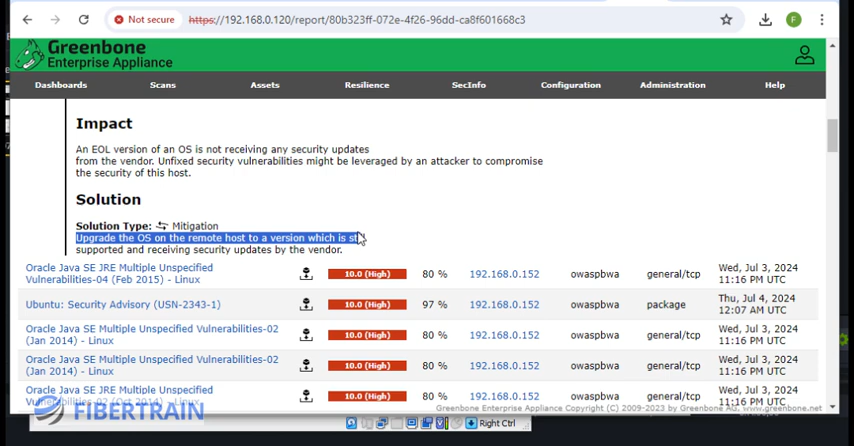 Not secure
https://192.168.0.120/report/80b323ff-072e-4f26-96dd-ca8f601668c3
F
Greenbone
Enterprise Appliance
Dashboards Scans Assets Resilience SecInfo Configuration Administration Help
Impact
An EOL version of an OS is not receiving any security updates
from the vendor. Unfixed security vulnerabilities might be leveraged by an attacker to compromise
the security of this host.
Solution
Solution Type: Mitigation
Upgrade the OS on the remote host to a version which is still
supported and receiving security updates by the vendor.
Oracle Java SE JRE Multiple Unspecified
Vulnerabilities-04 (Feb 2015) - Linux
10.0 (High) 80 % 192.168.0.152 owaspbwa general/tcp
Wed, Jul 3, 2024
11:16 PM UTC
Ubuntu: Security Advisory (USN-2343-1)
10.0 (High) 97 % 192.168.0.152 owaspbwa package
Thu, Jul 4, 2024
12:07 AM UTC
Oracle Java SE Multiple Unspecified Vulnerabilities-02
(Jan 2014) - Linux
10.0 (High) 80 % 192.168.0.152 owaspbwa general/tcp
Wed, Jul 3, 2024
11:16 PM UTC
Oracle Java SE Multiple Unspecified Vulnerabilities-02
(Jan 2014) - Linux
10.0 (High) 80 % 192.168.0.152 owaspbwa general/tcp
Wed, Jul 3, 2024
11:16 PM UTC
Oracle Java SE JRE Multiple Unspecified
Vulnerabilities-02 (Oct 2014) - Linux
10.0 (High) 80 % 192.168.0.152 owaspbwa general/tcp
Wed, Jul 3, 2024
11:16 PM UTC
FIBERTRAIN
Greenbone Enterprise Appliance Copyright (C) 2009-2023 by Greenbone AG, www.greenbone.net
Right Ctrl